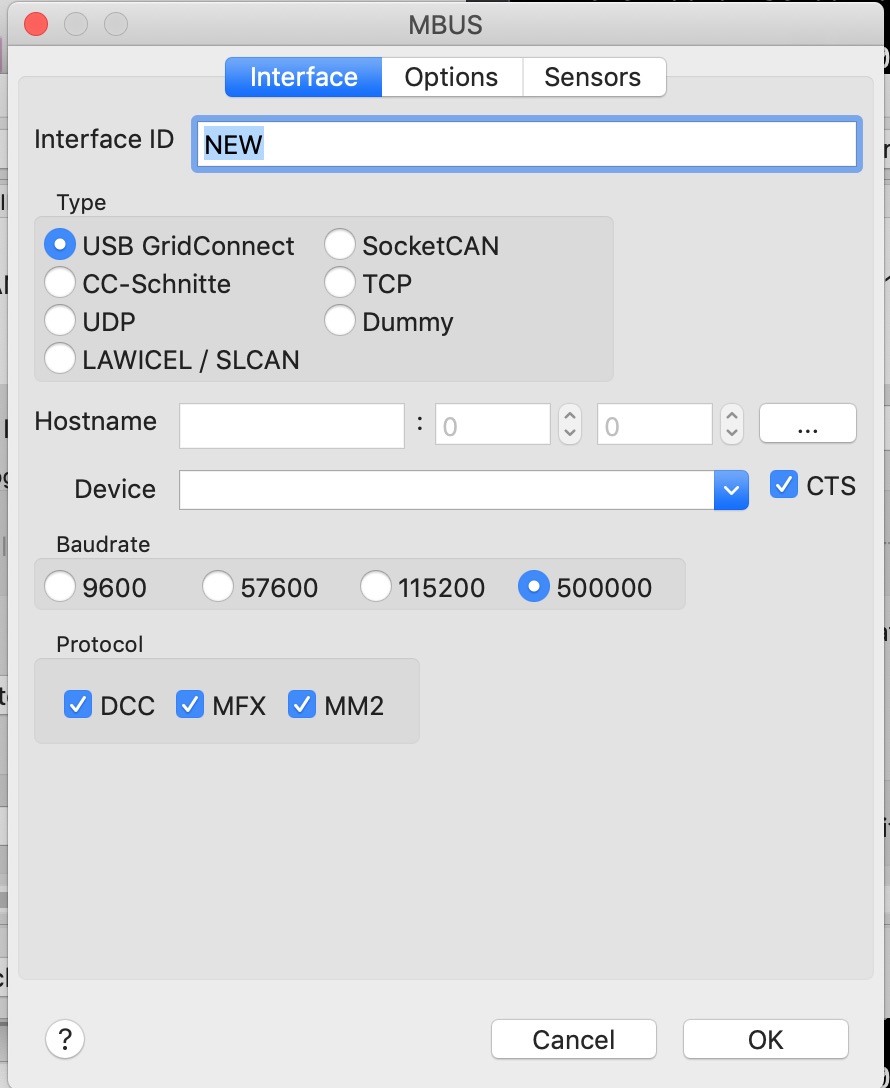 MBUS
Interface Options Sensors
Interface ID NEW
Type
USB GridConnect SocketCAN
CC-Schnitte TCP
UDP Dummy
LAWICEL / SLCAN
Hostname : 0 0 ...
Device CTS
Baudrate
9600 57600 115200 500000
Protocol
DCC MFX MM2
? Cancel OK